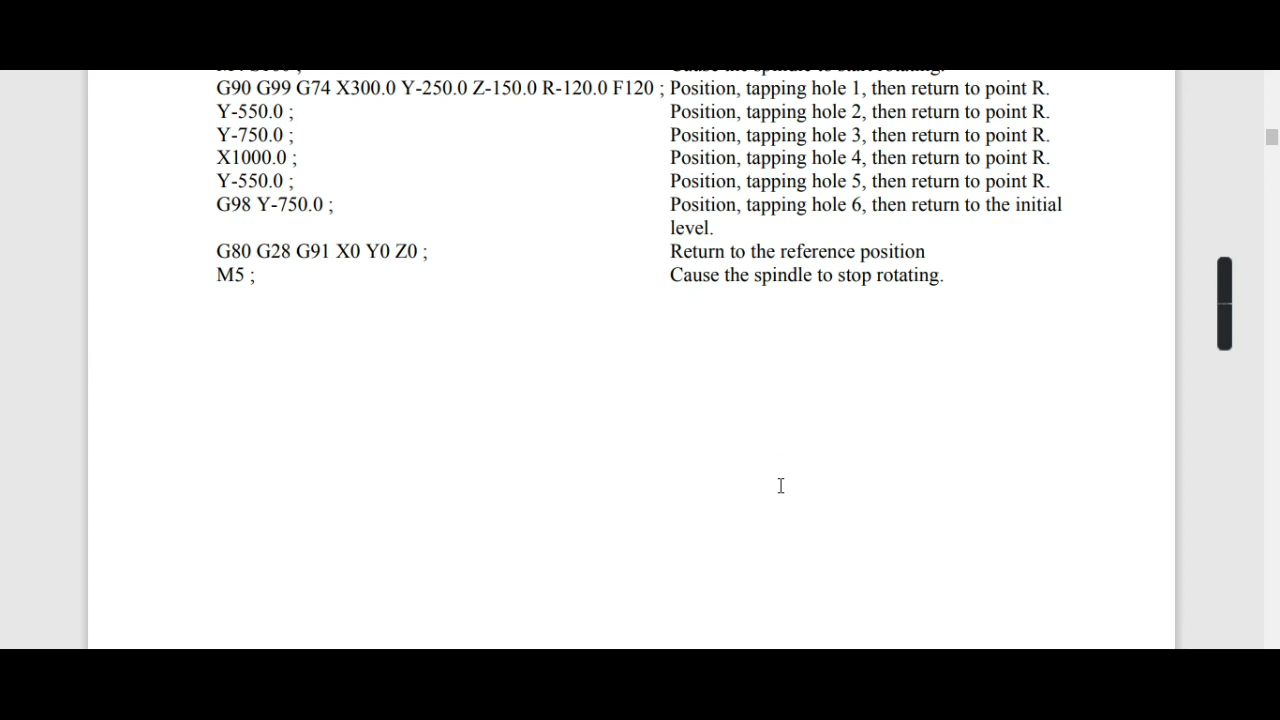 G90 G99 G74 X300.0 Y-250.0 Z-150.0 R-120.0 F120 ; Position, tapping hole 1, then return to point R.
Y-550.0 ; Position, tapping hole 2, then return to point R.
Y-750.0 ; Position, tapping hole 3, then return to point R.
X1000.0 ; Position, tapping hole 4, then return to point R.
Y-550.0 ; Position, tapping hole 5, then return to point R.
G98 Y-750.0 ; Position, tapping hole 6, then return to the initial
level.
G80 G28 G91 X0 Y0 Z0 ; Return to the reference position
M5 ; Cause the spindle to stop rotating.